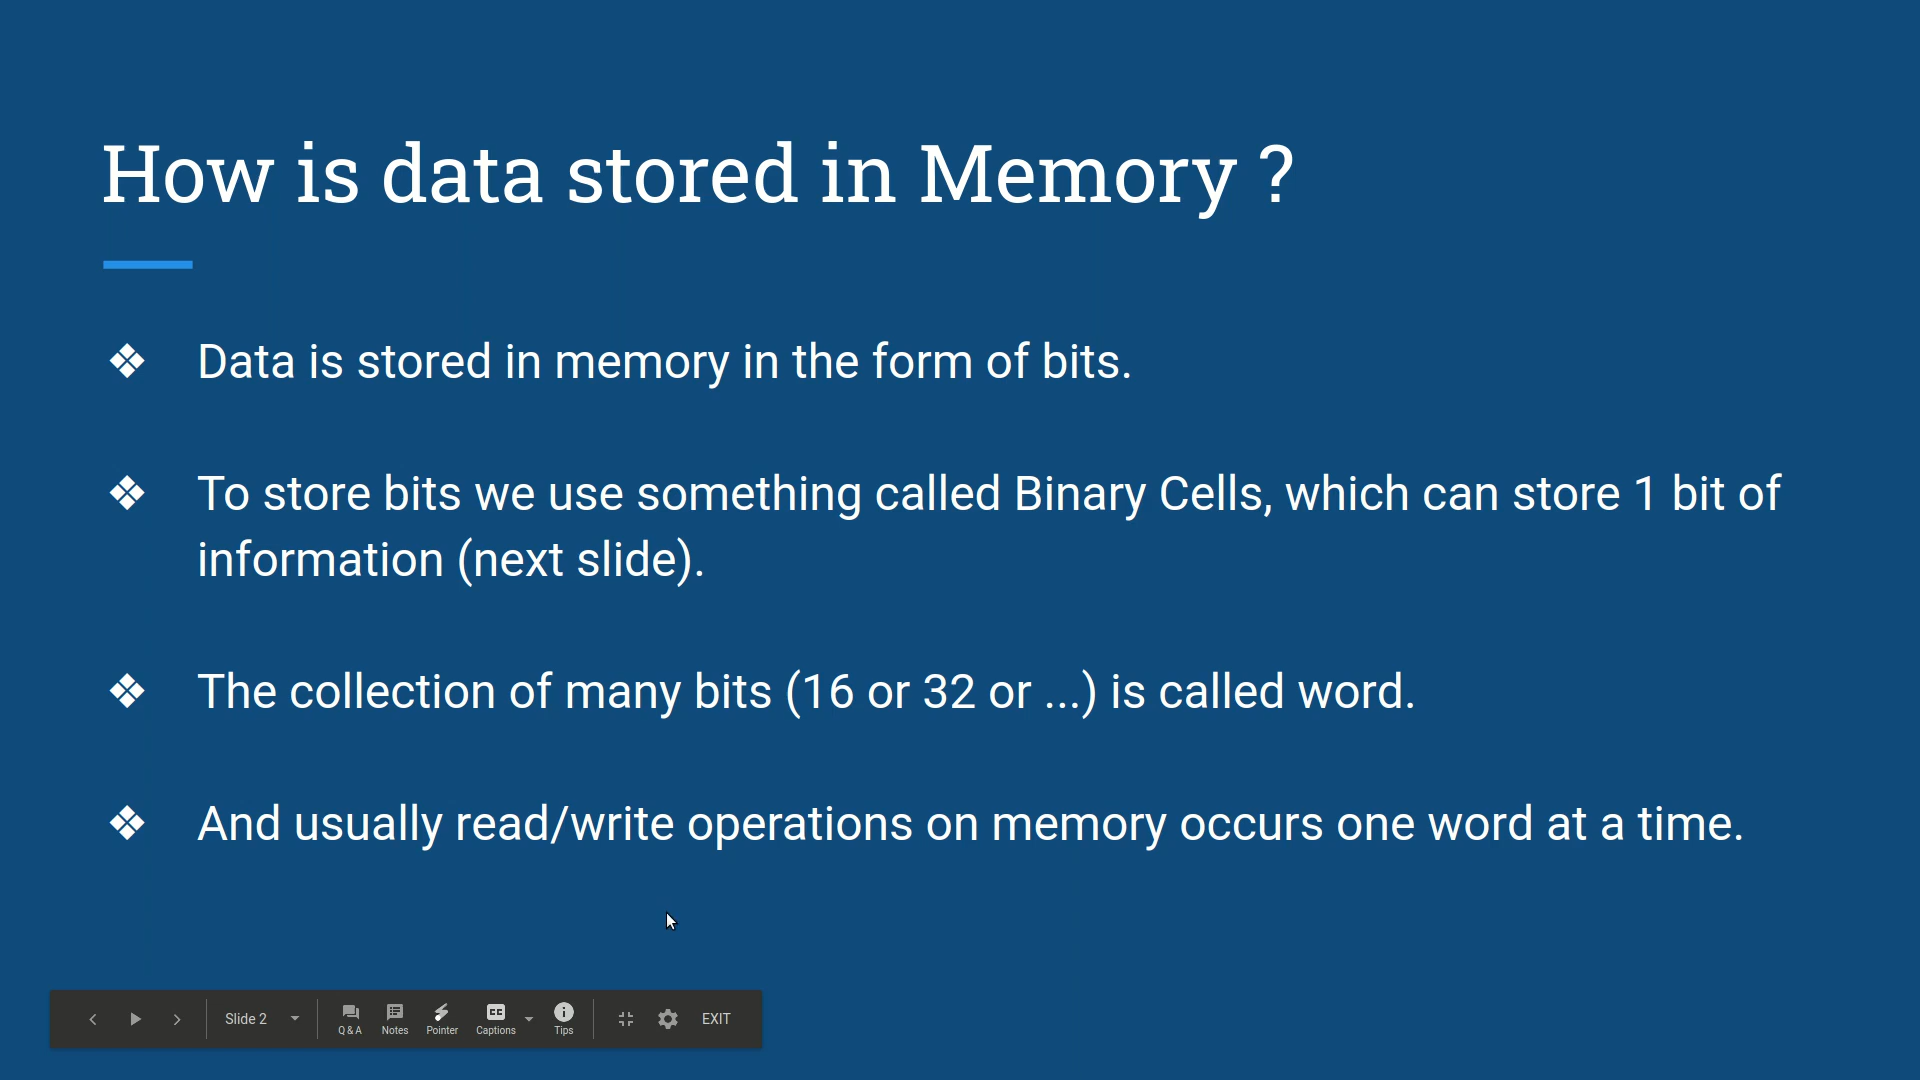 How is data stored in Memory ?
❖ Data is stored in memory in the form of bits.
❖ To store bits we use something called Binary Cells, which can store 1 bit of
information (next slide).
❖ The collection of many bits (16 or 32 or ...) is called word.
❖ And usually read/write operations on memory occurs one word at a time.
Slide 2
Q & A
Notes
Pointer
Captions
Tips
EXIT